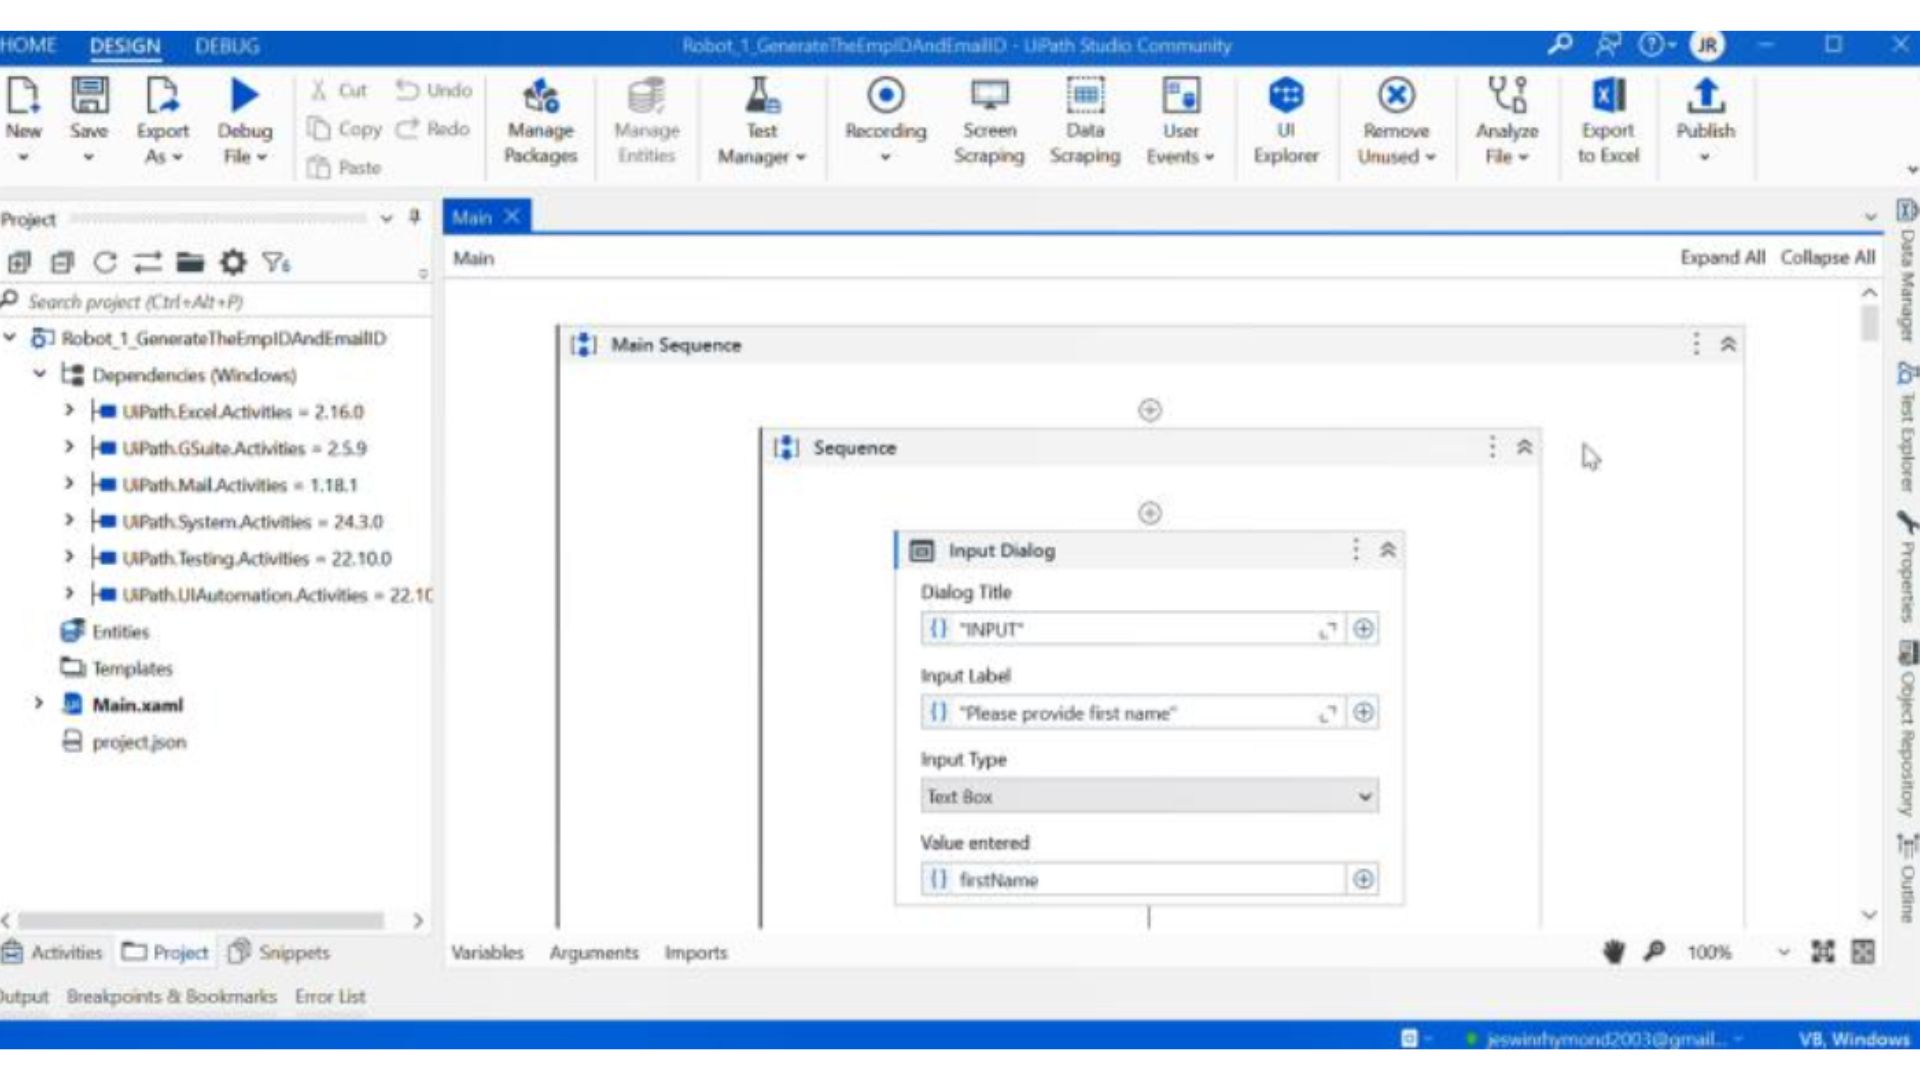 HOME DESIGN DEBUG
Robot_1_GenerateTheEmpIDAndEmailID - UiPath Studio Community
JR
New
Save
Export As
Debug File
Cut
Copy
Paste
Undo
Redo
Manage Packages
Manage Entities
Test Manager
Recording
Screen Scraping
Data Scraping
User Events
UI Explorer
Remove Unused
Analyze File
Export to Excel
Publish
Project
Search project (Ctrl+Alt+P)
Robot_1_GenerateTheEmpIDAndEmailID
Dependencies (Windows)
UiPath.Excel.Activities = 2.16.0
UiPath.GSuite.Activities = 2.5.9
UiPath.Mail.Activities = 1.18.1
UiPath.System.Activities = 24.3.0
UiPath.Testing.Activities = 22.10.0
UiPath.UIAutomation.Activities = 22.10
Entities
Templates
Main.xaml
project.json
Activities Project Snippets
Main
Main
Expand All Collapse All
Main Sequence
Sequence
Input Dialog
Dialog Title
"INPUT"
Input Label
"Please provide first name"
Input Type
Text Box
Value entered
firstName
Variables Arguments Imports
100%
Data Manager
Test Explorer
Properties
Object Repository
Outline
Output Breakpoints & Bookmarks Error List
jeswinrhymond2003@gmail...
VB, Windows